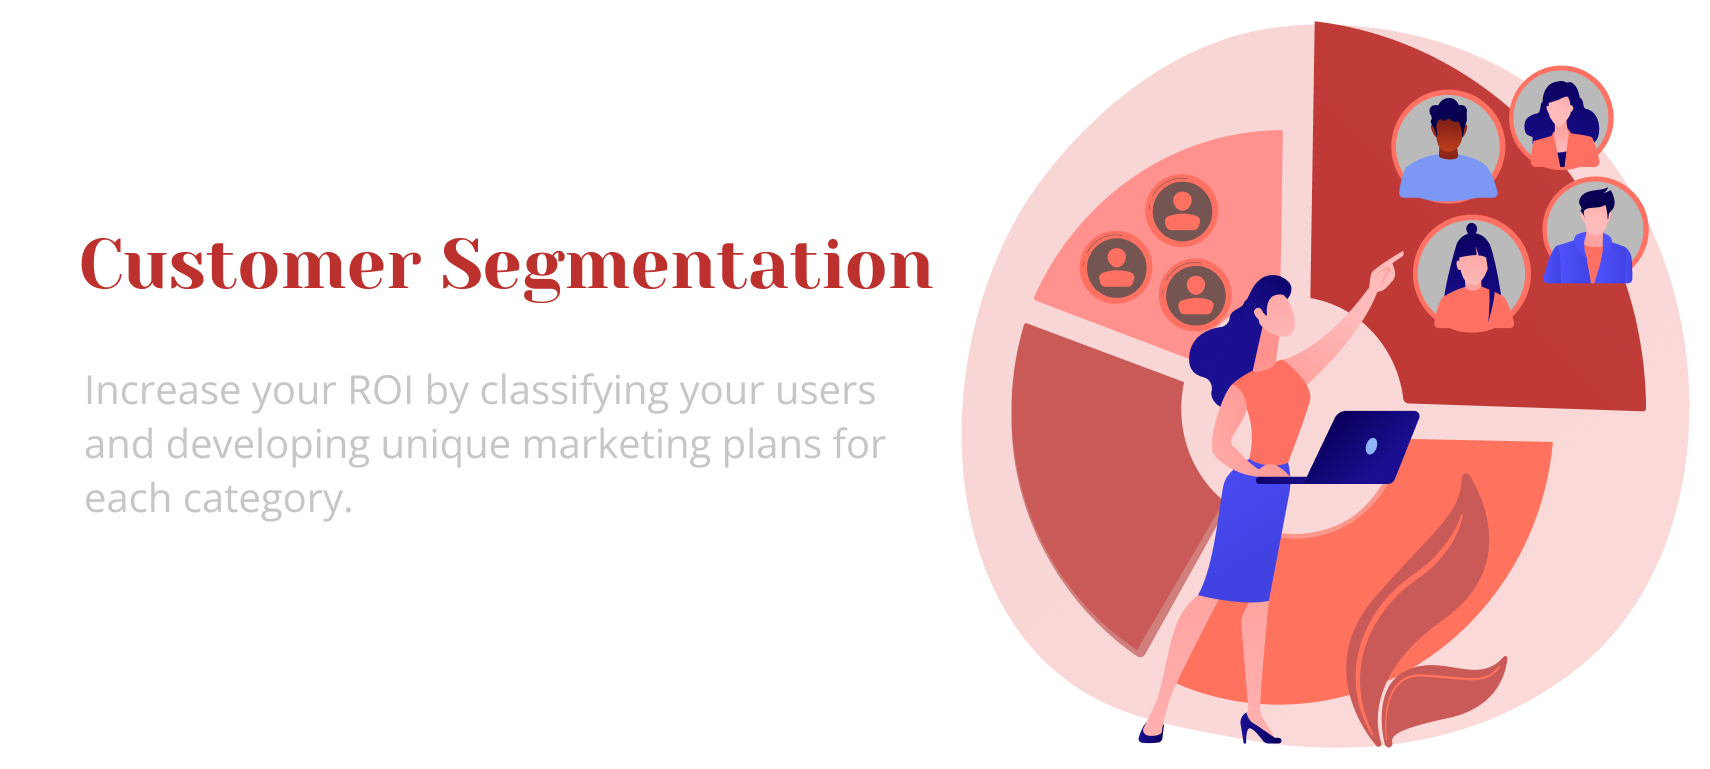 Customer Segmentation
Increase your ROI by classifying your users
and developing unique marketing plans for
each category.